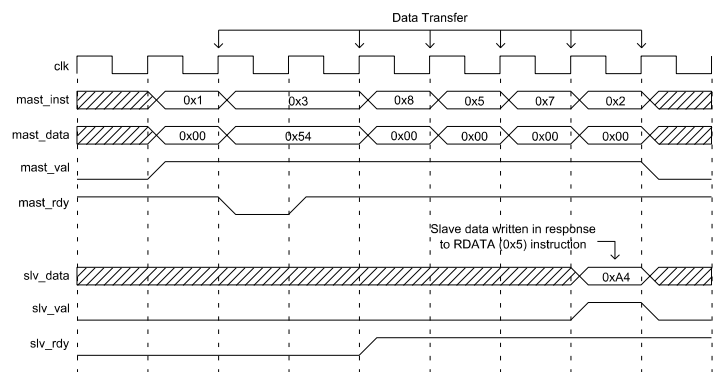 Data Transfer
clk
mast_inst 0x1 0x3 0x8 0x5 0x7 0x2
mast_data 0x00 0x54 0x00 0x00 0x00 0x00
mast_val
mast_rdy
Slave data written in response
to RDATA (0x5) instruction
slv_data 0xA4
slv_val
slv_rdy